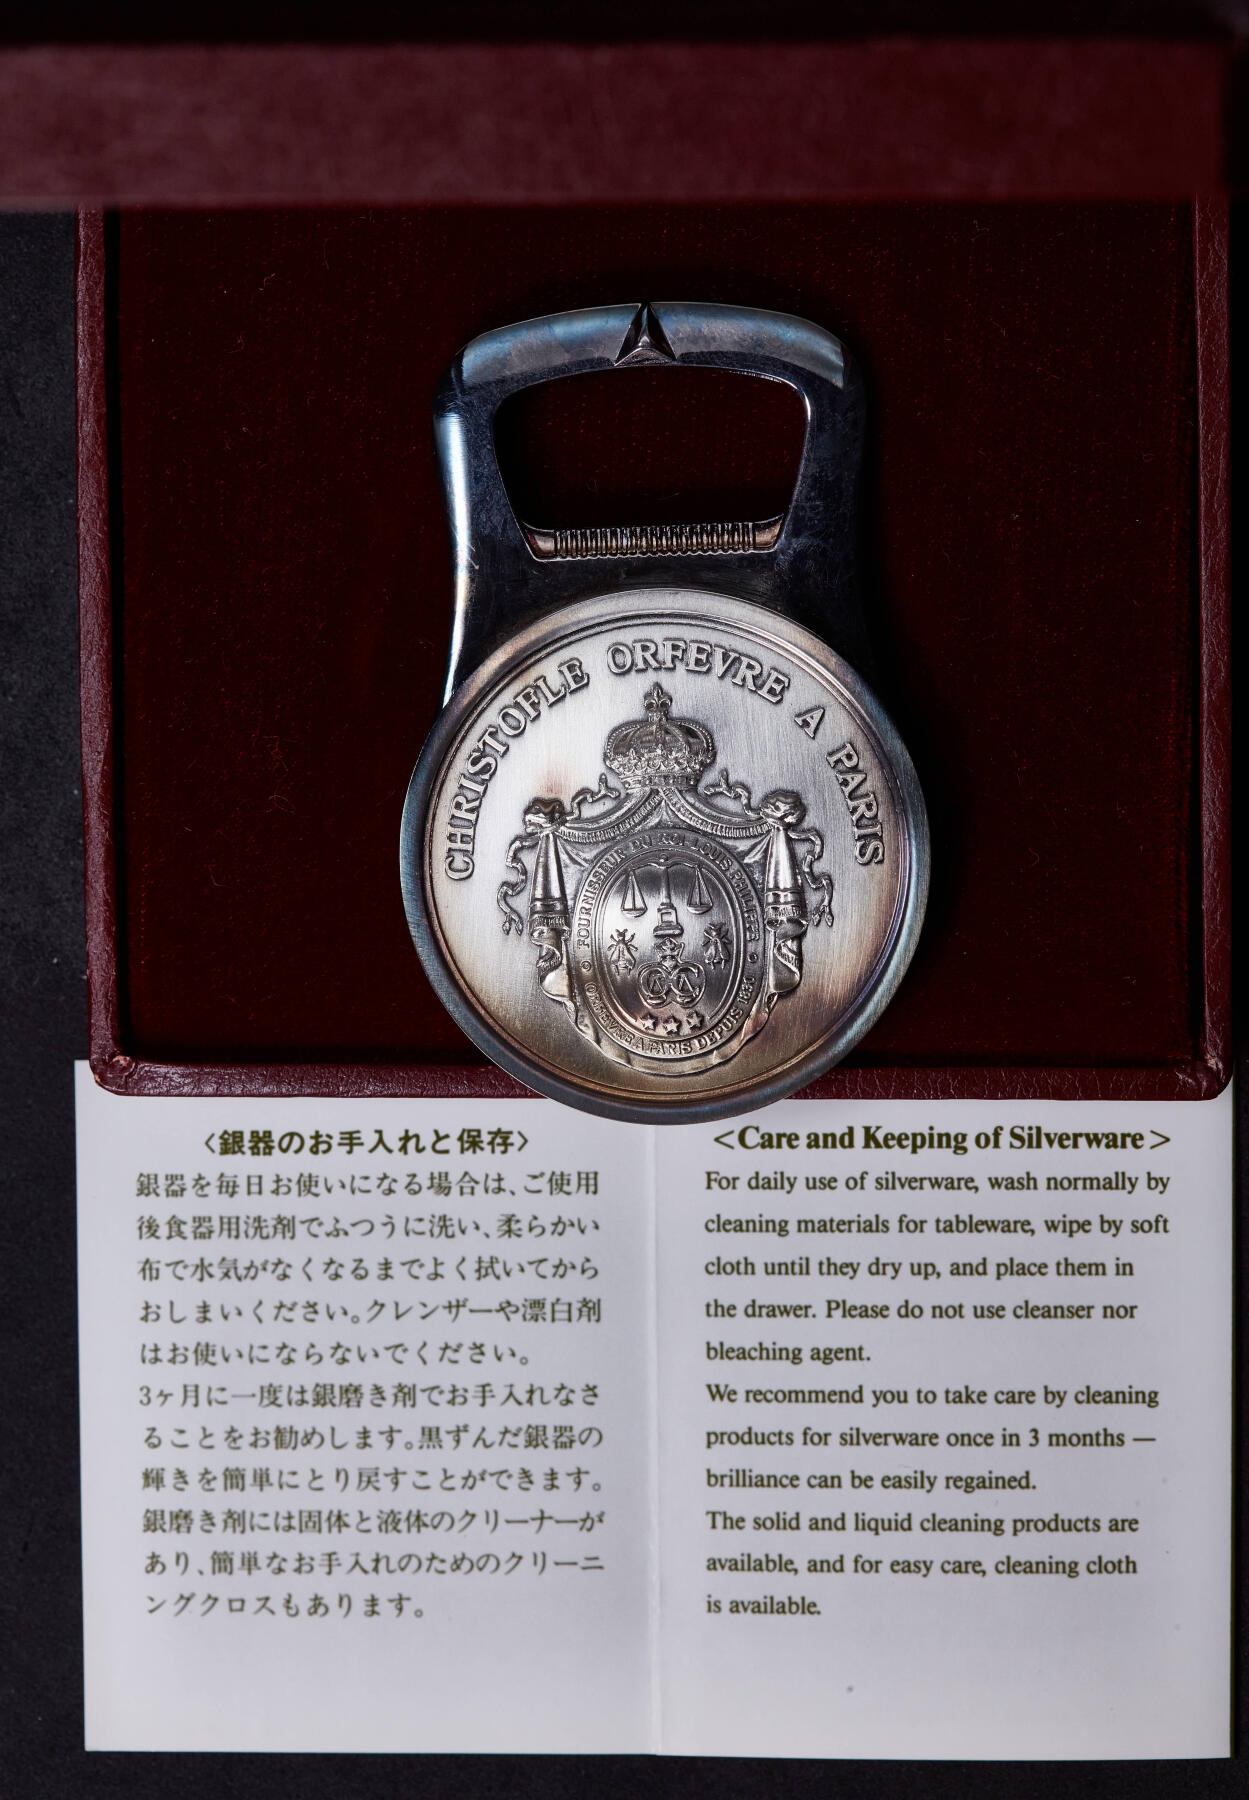 CHRISTOFLE ORFEVRE A PARIS
FOURNISSEUR DU ROI LOUIS PHILIPPE
ORFEVRE A PARIS DEPUIS
〈銀器のお手入れと保存〉
銀器を毎日お使いになる場合は、ご使用
後食器用洗剤でふつうに洗い、柔らかい
布で水気がなくなるまでよく拭いてから
おしまいください。クレンザーや漂白剤
はお使いにならないでください。
3ヶ月に一度は銀磨き剤でお手入れなさ
ることをお勧めします。黒ずんだ銀器の
輝きを簡単にとり戻すことができます。
銀磨き剤には固体と液体のクリーナーが
あり、簡単なお手入れのためのクリーニ
ングクロスもあります。
<Care and Keeping of Silverware>
For daily use of silverware, wash normally by
cleaning materials for tableware, wipe by soft
cloth until they dry up, and place them in
the drawer. Please do not use cleanser nor
bleaching agent.
We recommend you to take care by cleaning
products for silverware once in 3 months —
brilliance can be easily regained.
The solid and liquid cleaning products are
available, and for easy care, cleaning cloth
is available.